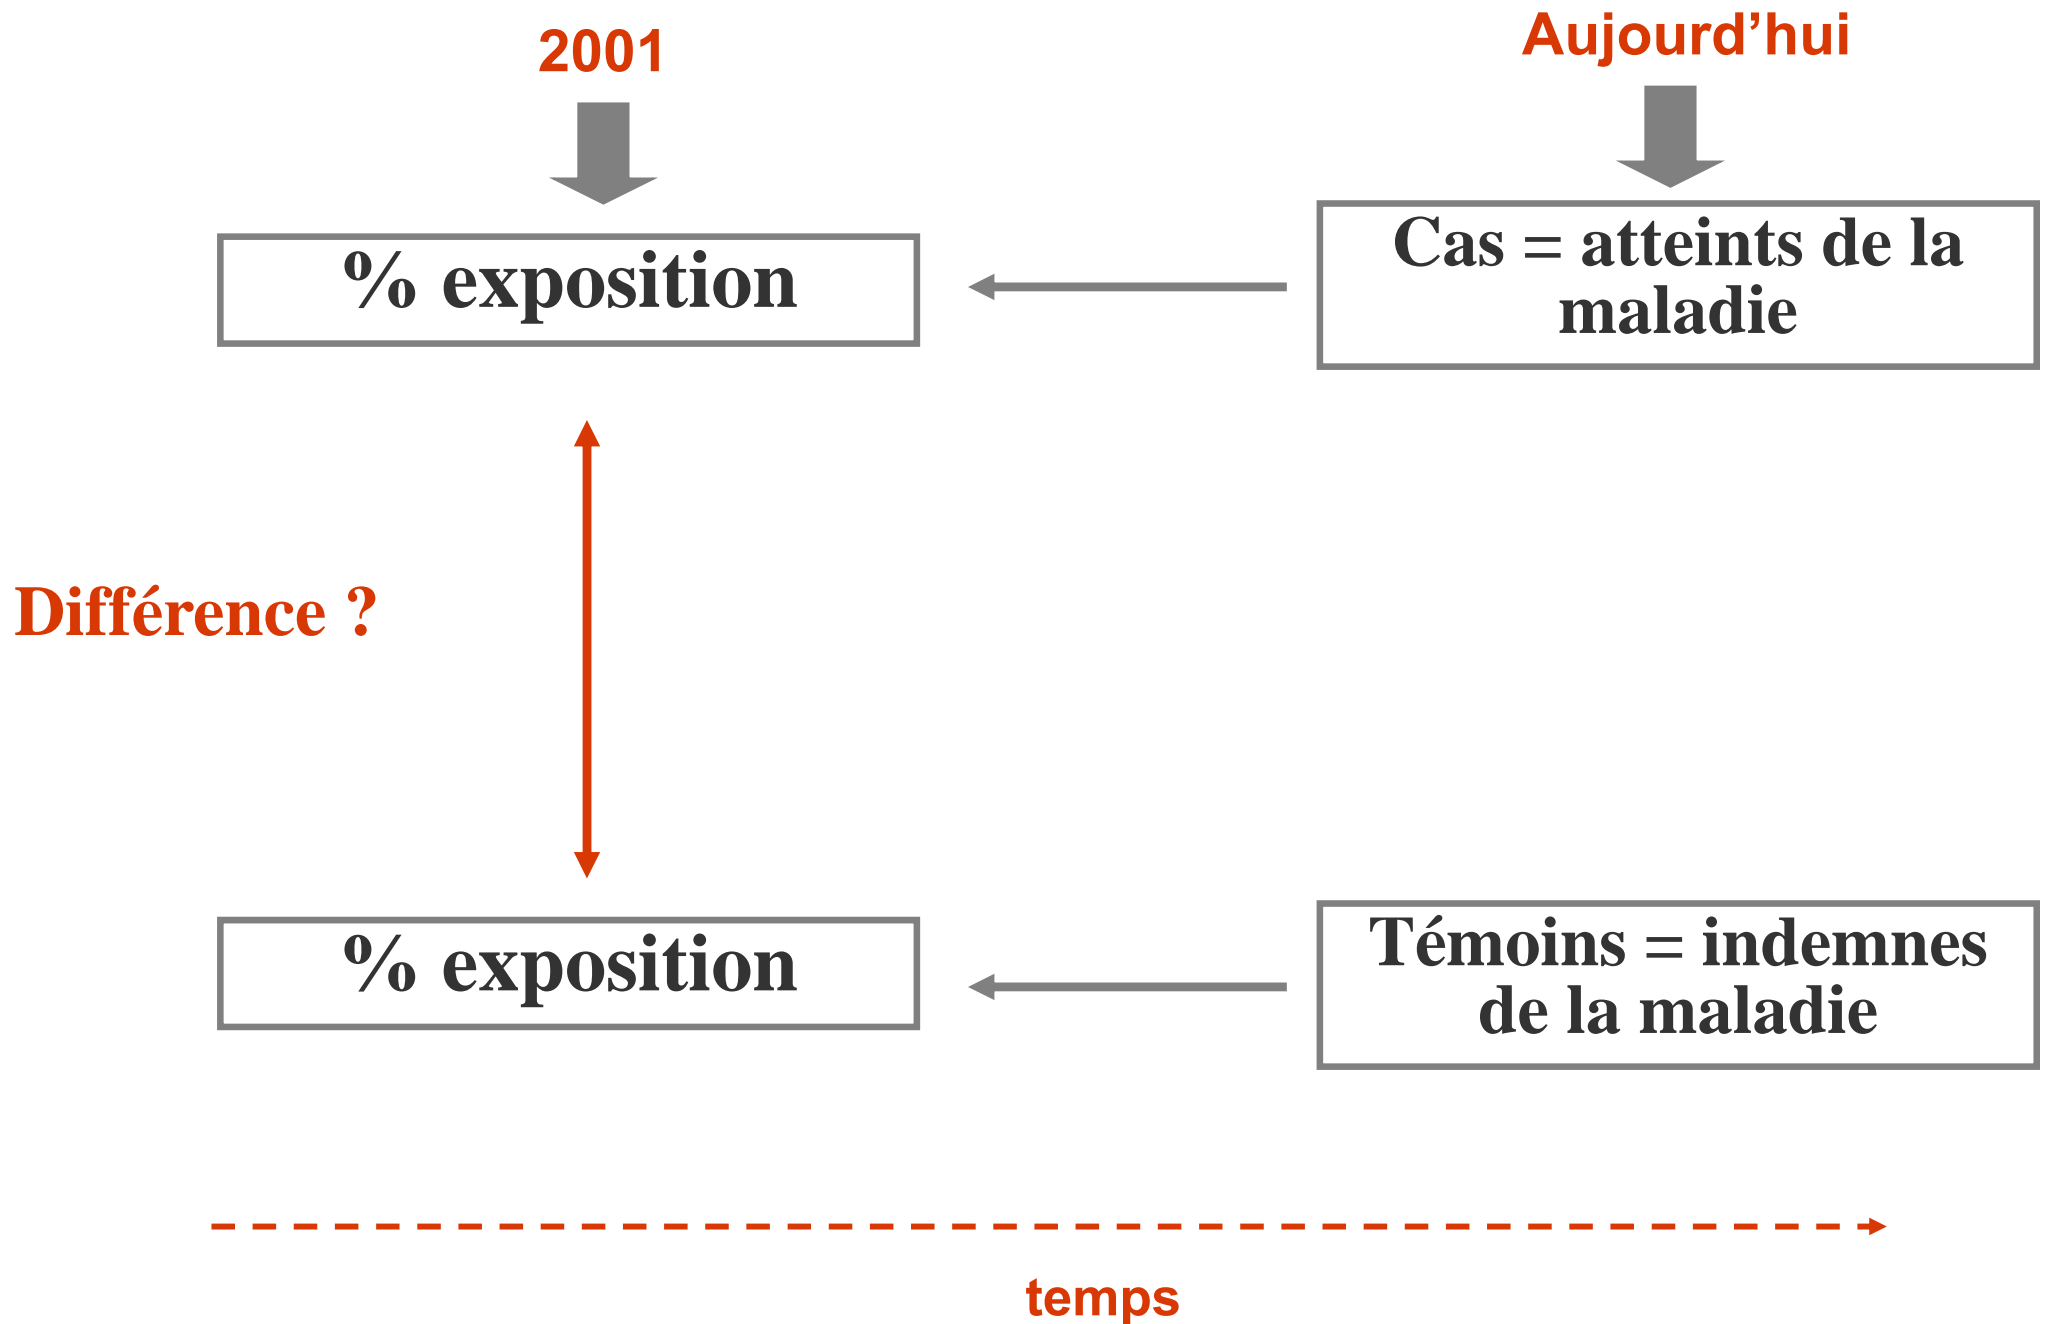 2001
Aujourd’hui
% exposition
Cas = atteints de la
maladie
Différence ?
% exposition
Témoins = indemnes
de la maladie
temps